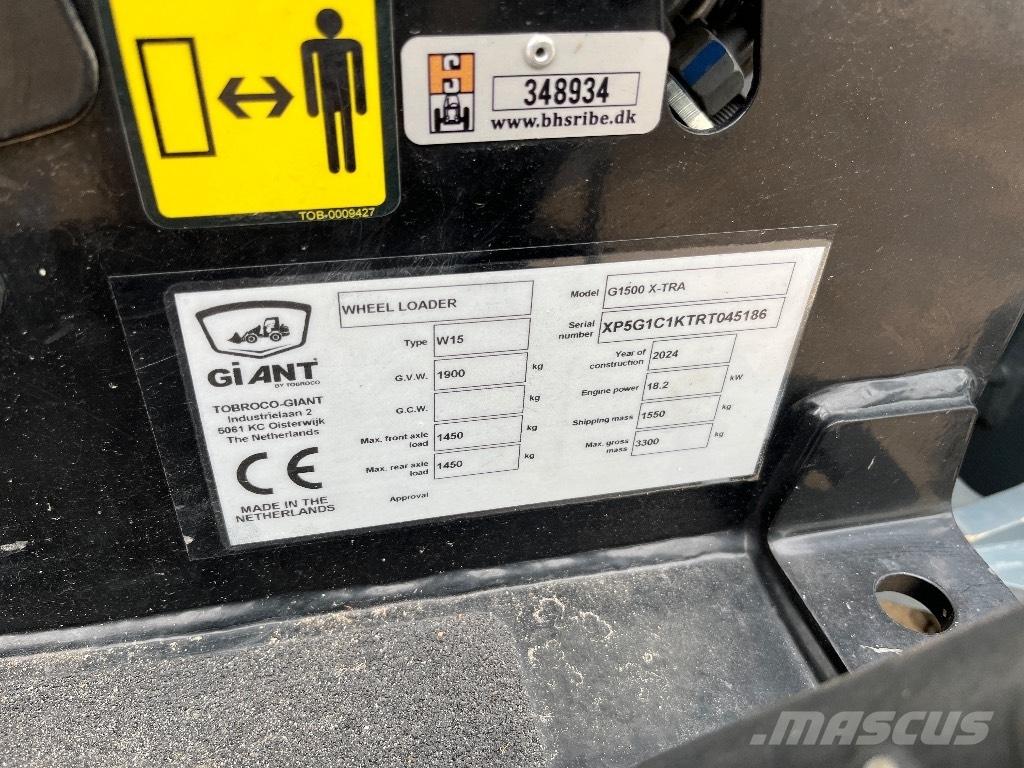 TOB-0009427
348934
www.bhsribe.dk
GiANT
BY TOBROCO
TOBROCO-GIANT
Industrielaan 2
5061 KC Oisterwijk
The Netherlands
CE
MADE IN THE
NETHERLANDS
WHEEL LOADER
Type W15
G.V.W. 1900 kg
G.C.W. kg
Max. front axle load 1450 kg
Max. rear axle load 1450 kg
Approval
Model G1500 X-TRA
Serial number XP5G1C1KTRT045186
Year of construction 2024
Engine power 18.2 kW
Shipping mass 1550 kg
Max. gross mass 3300 kg
MASCUS